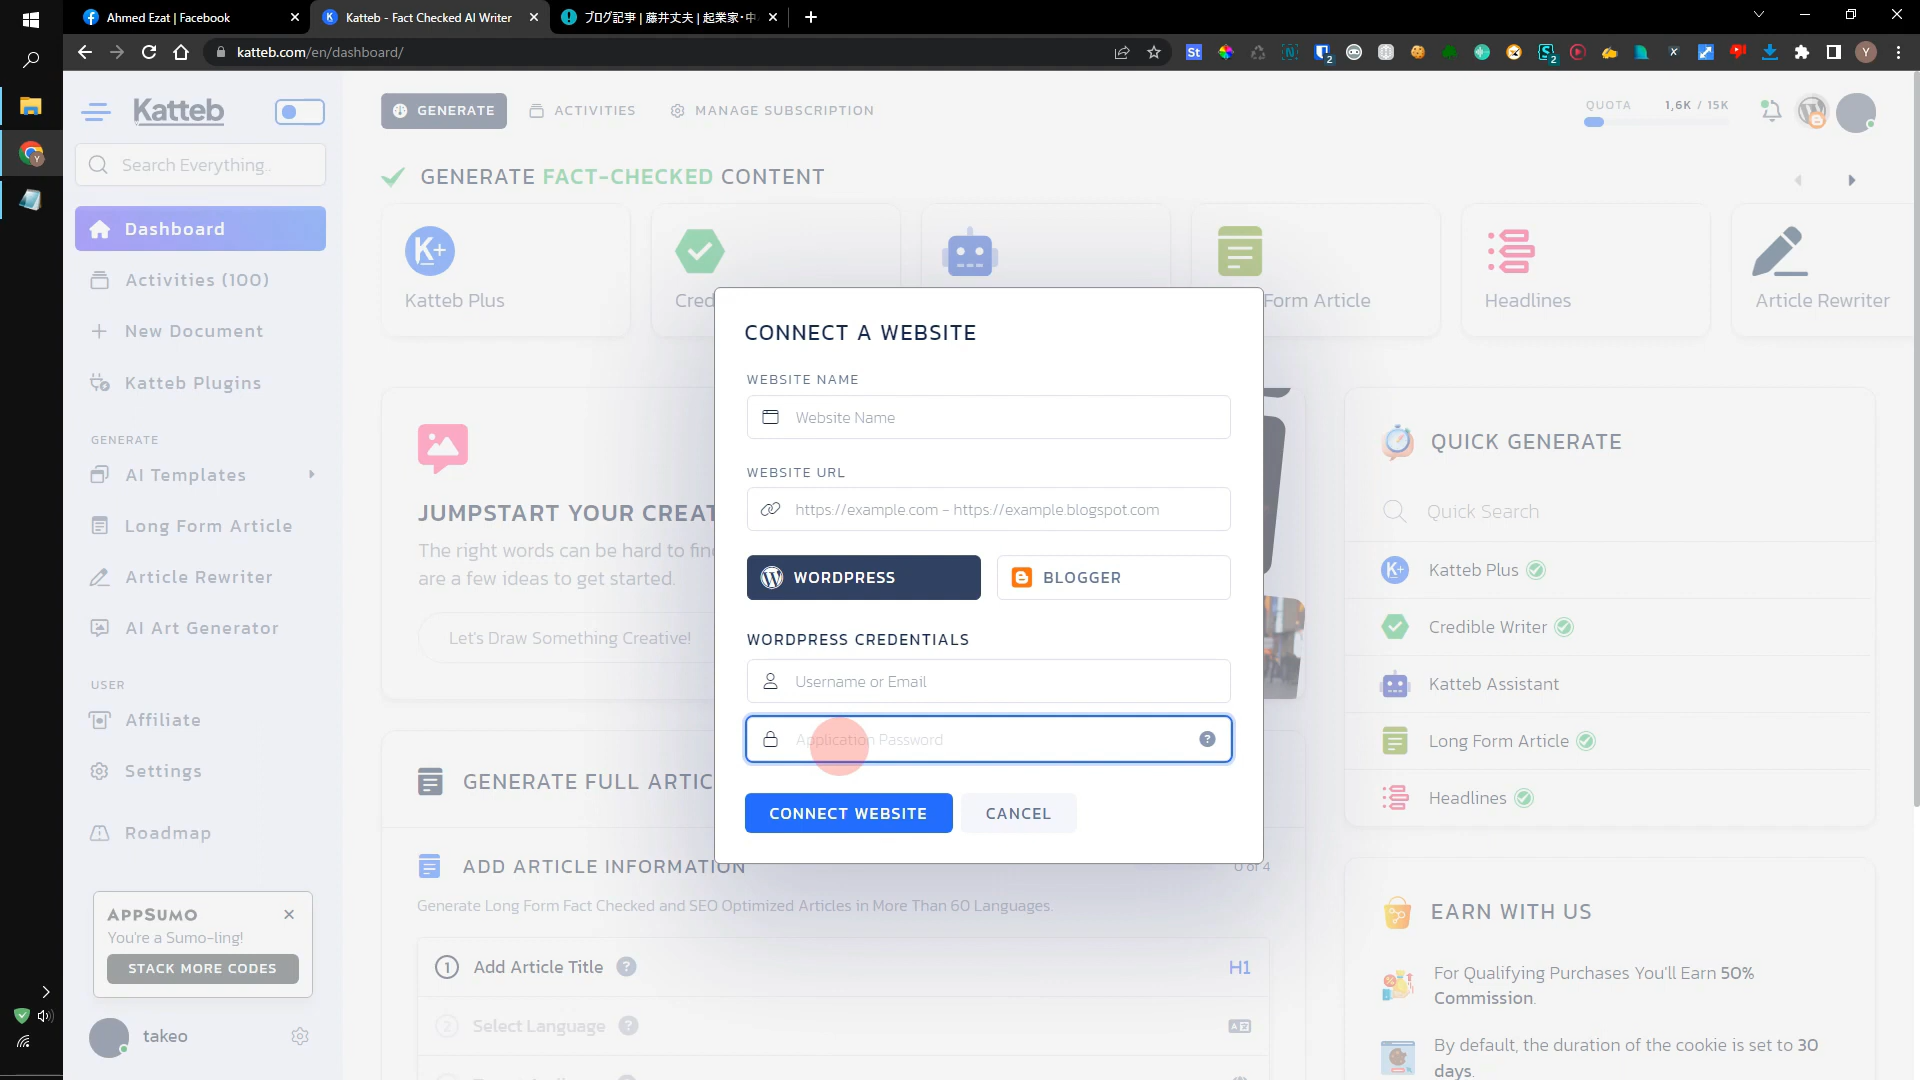 Ahmed Ezat | Facebook
Katteb - Fact Checked AI Writer
ブログ記事 | 藤井丈夫 | 起業家・中
katteb.com/en/dashboard/
Katteb
Search Everything..
Dashboard
Activities (100)
New Document
Katteb Plugins
GENERATE
AI Templates
Long Form Article
Article Rewriter
AI Art Generator
USER
Affiliate
Settings
Roadmap
APPSUMO
You're a Sumo-ling!
STACK MORE CODES
takeo
GENERATE
ACTIVITIES
MANAGE SUBSCRIPTION
QUOTA 1,6K / 15K
GENERATE FACT-CHECKED CONTENT
Katteb Plus
Cred
Form Article
Headlines
Article Rewriter
JUMPSTART YOUR CREAT
The right words can be hard to fin
are a few ideas to get started.
Let's Draw Something Creative!
GENERATE FULL ARTIC
ADD ARTICLE INFORMATION
0 of 4
Generate Long Form Fact Checked and SEO Optimized Articles in More Than 60 Languages.
1 Add Article Title
H1
2 Select Language
CONNECT A WEBSITE
WEBSITE NAME
Website Name
WEBSITE URL
https://example.com - https://example.blogspot.com
WORDPRESS
BLOGGER
WORDPRESS CREDENTIALS
Username or Email
Application Password
CONNECT WEBSITE
CANCEL
QUICK GENERATE
Quick Search
Katteb Plus
Credible Writer
Katteb Assistant
Long Form Article
Headlines
EARN WITH US
For Qualifying Purchases You'll Earn 50%
Commission.
By default, the duration of the cookie is set to 30
days.